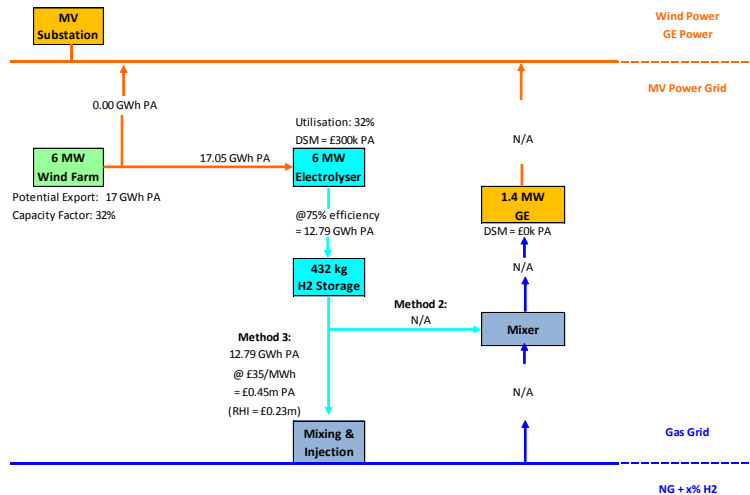 MV
Substation
Wind Power
GE Power
MV Power Grid
0.00 GWh PA
N/A
Utilisation: 32%
DSM = £300k PA
6 MW
Wind Farm
17.05 GWh PA
6 MW
Electrolyser
Potential Export:  17 GWh PA
Capacity Factor: 32%
1.4 MW
GE
DSM = £0k PA
@75% efficiency
= 12.79 GWh PA
N/A
432 kg
H2 Storage
Method 2:
N/A
Mixer
Method 3:
12.79 GWh PA
@ £35/MWh
= £0.45m PA
(RHI = £0.23m)
N/A
Mixing &
Injection
Gas Grid
NG + x% H2